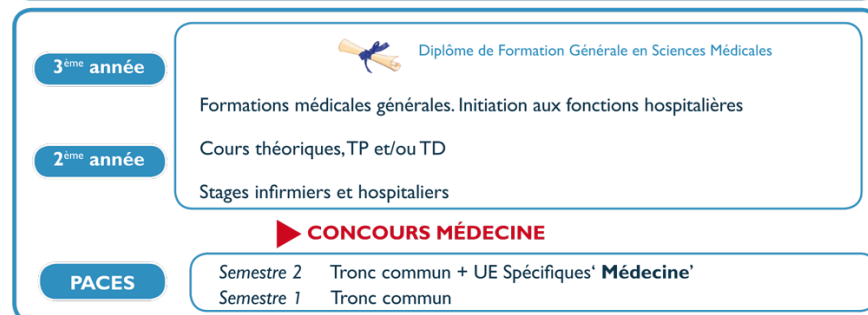 Diplôme de Formation Générale en Sciences Médicales
3ème année
Formations médicales générales. Initiation aux fonctions hospitalières
Cours théoriques, TP et/ou TD
2ème année
Stages infirmiers et hospitaliers
CONCOURS MÉDECINE
PACES
Semestre 2 Tronc commun + UE Spécifiques‘ Médecine’
Semestre 1 Tronc commun